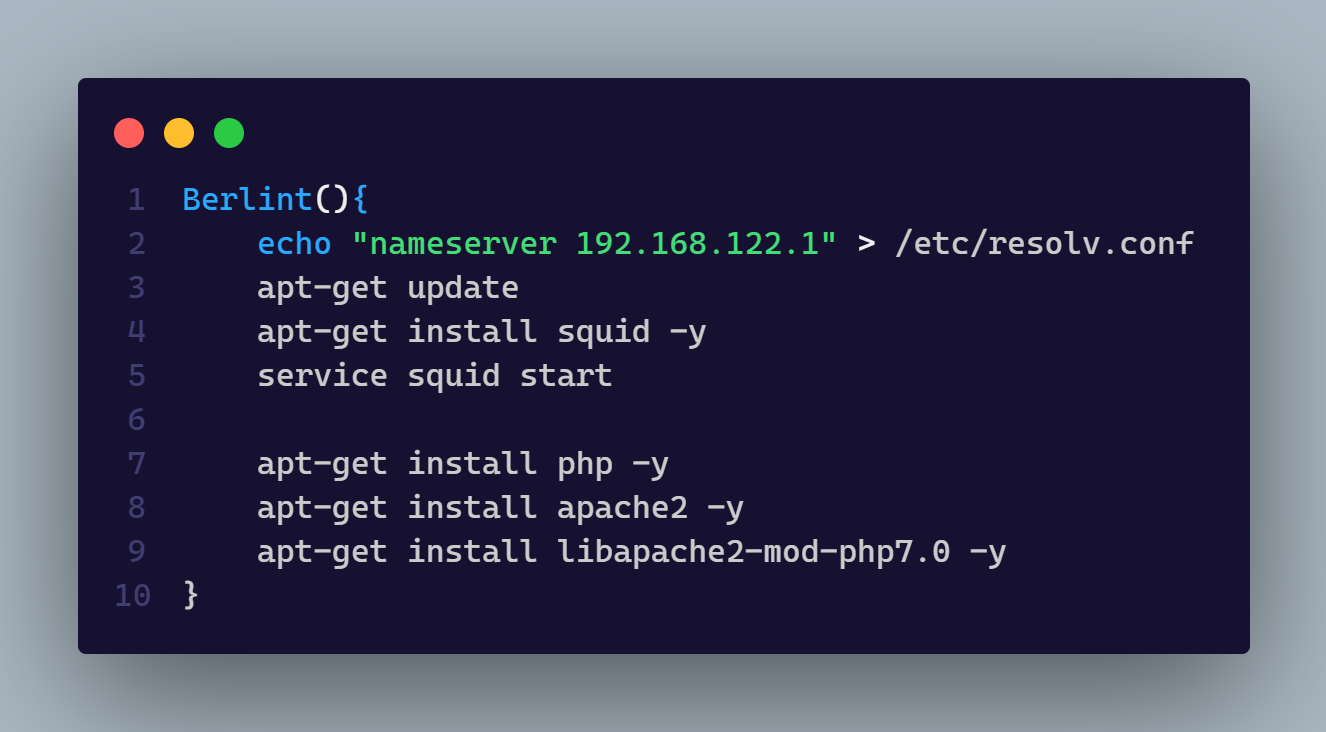 1 Berlint(){
2 echo "nameserver 192.168.122.1" > /etc/resolv.conf
3 apt-get update
4 apt-get install squid -y
5 service squid start
6
7 apt-get install php -y
8 apt-get install apache2 -y
9 apt-get install libapache2-mod-php7.0 -y
10 }